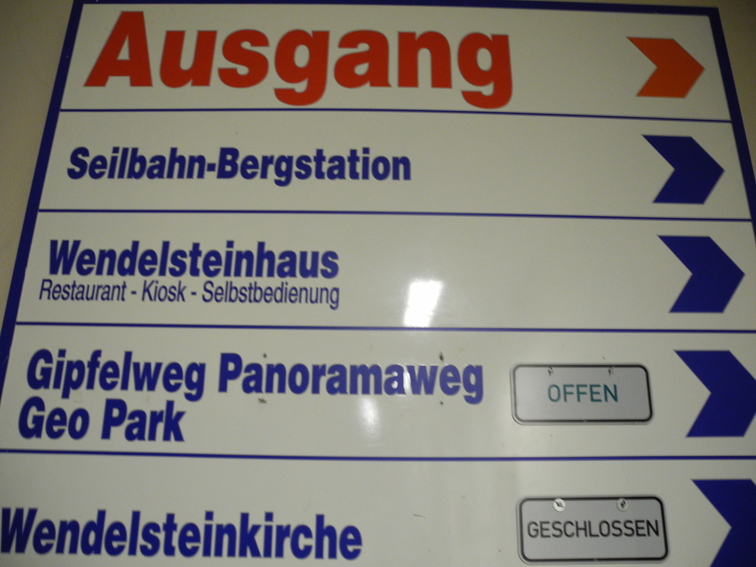 Ausgang
Seilbahn-Bergstation
Wendelsteinhaus
Restaurant - Kiosk - Selbstbedienung
Gipfelweg Panoramaweg
Geo Park
OFFEN
Wendelsteinkirche
GESCHLOSSEN